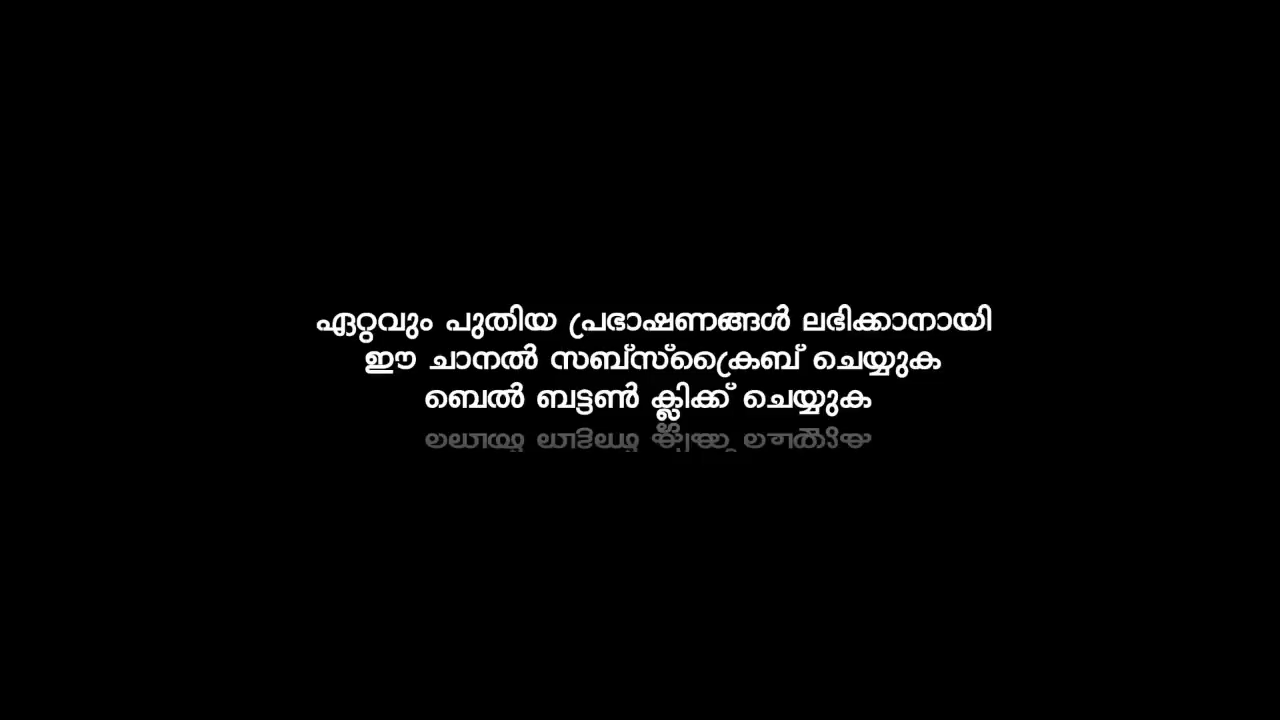 ഏറ്റവും പുതിയ പ്രഭാഷണങ്ങൾ ലഭിക്കാനായി
ഈ ചാനൽ സബ്സ്ക്രൈബ് ചെയ്യുക
ബെൽ ബട്ടൺ ക്ലിക്ക് ചെയ്യുക